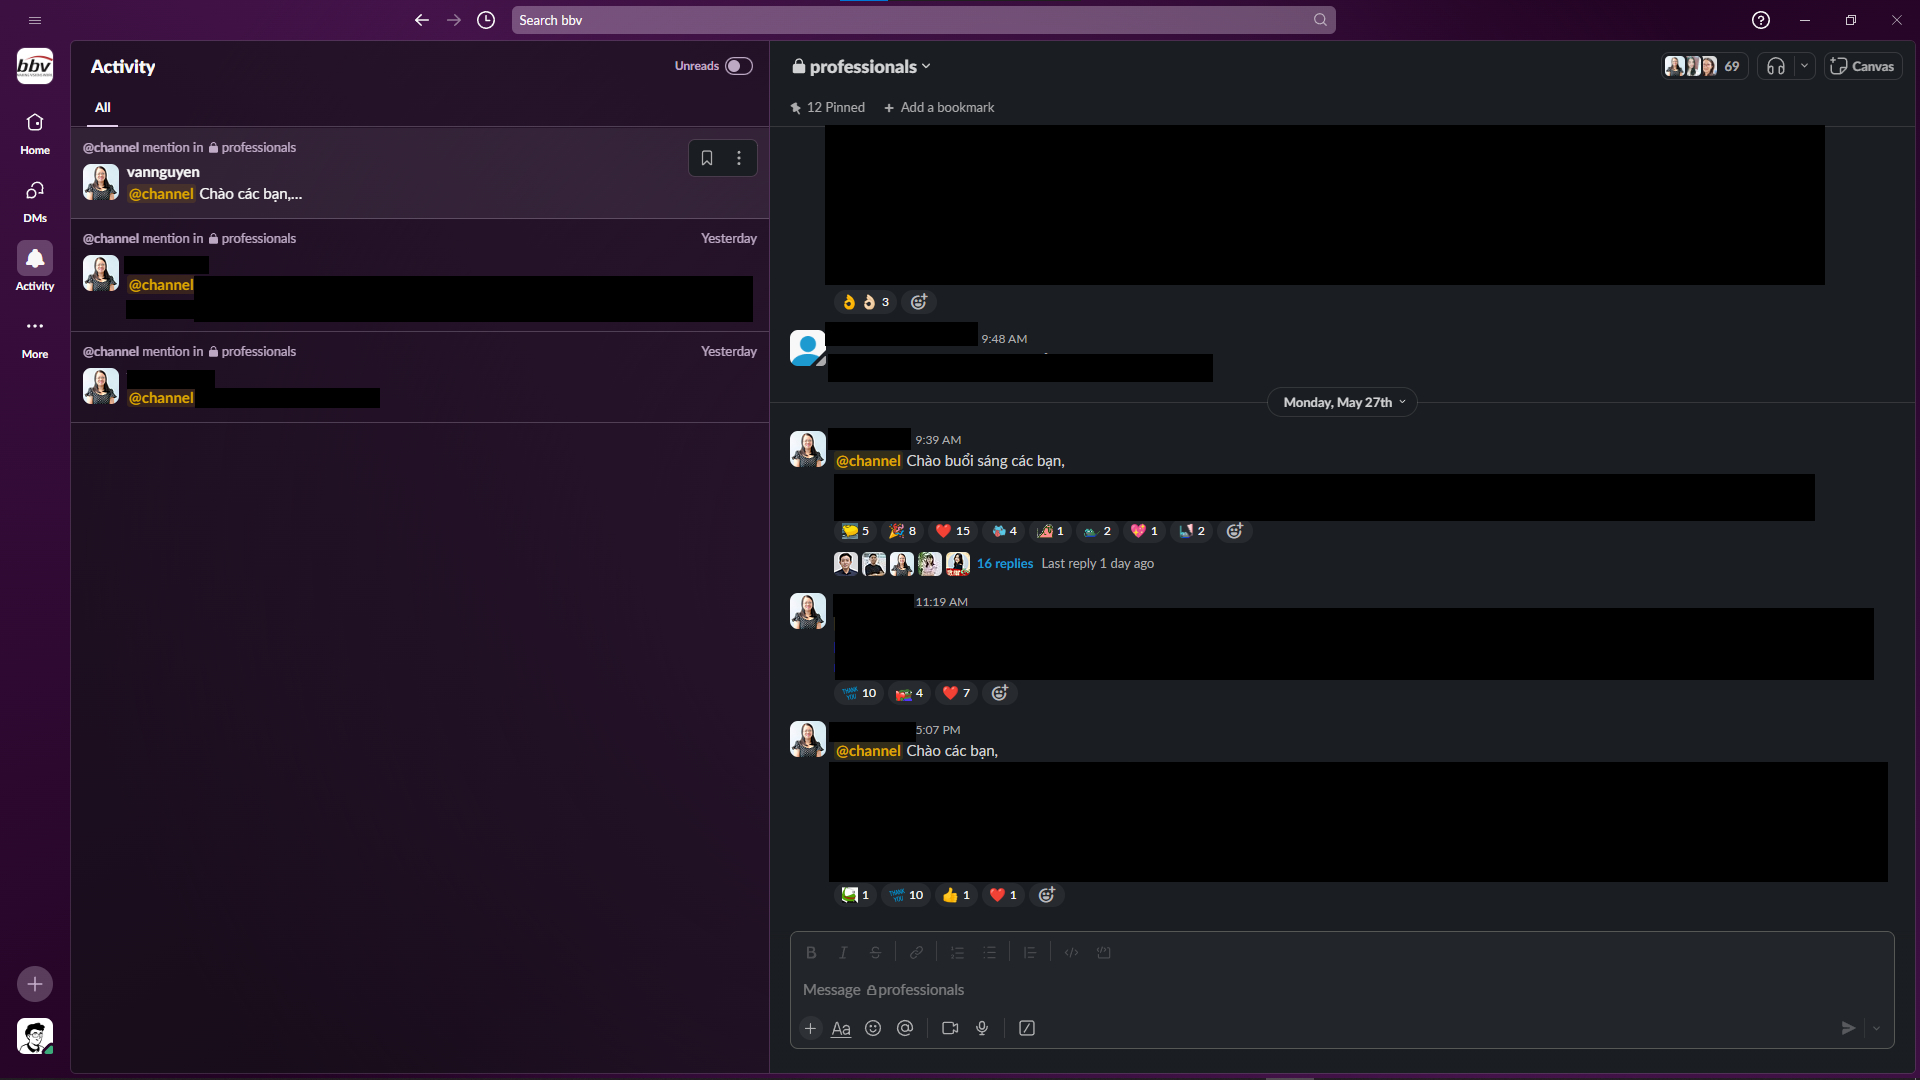 Search bbv
bbv
Home
DMs
Activity
More
Activity
Unreads
All
@channel mention in professionals
vannguyen
@channel Chào các bạn,...
@channel mention in professionals Yesterday
@channel
@channel mention in professionals Yesterday
@channel
professionals
69
Canvas
12 Pinned
Add a bookmark
3
9:48 AM
Monday, May 27th
9:39 AM
@channel Chào buổi sáng các bạn,
5 8 15 4 1 2 1 2
16 replies Last reply 1 day ago
11:19 AM
THANK YOU 10 4 7
5:07 PM
@channel Chào các bạn,
1 THANK YOU 10 1 1
Message professionals
Aa